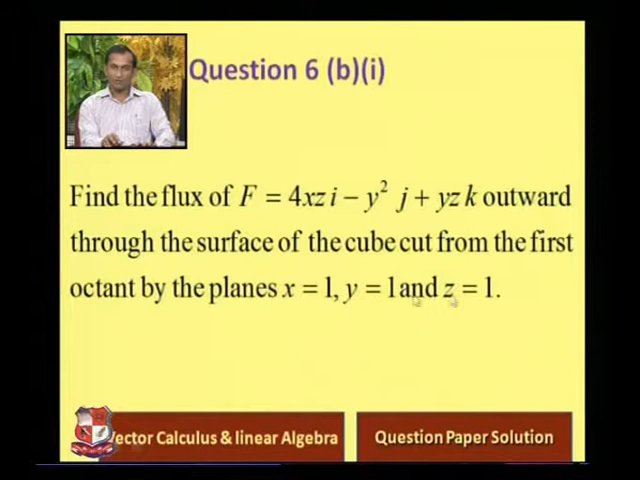 Question 6 (b)(i)
Find the flux of F = 4xz i − y² j + yz k outward
through the surface of the cube cut from the first
octant by the planes x = 1, y = 1 and z = 1.
Vector Calculus & linear Algebra
Question Paper Solution